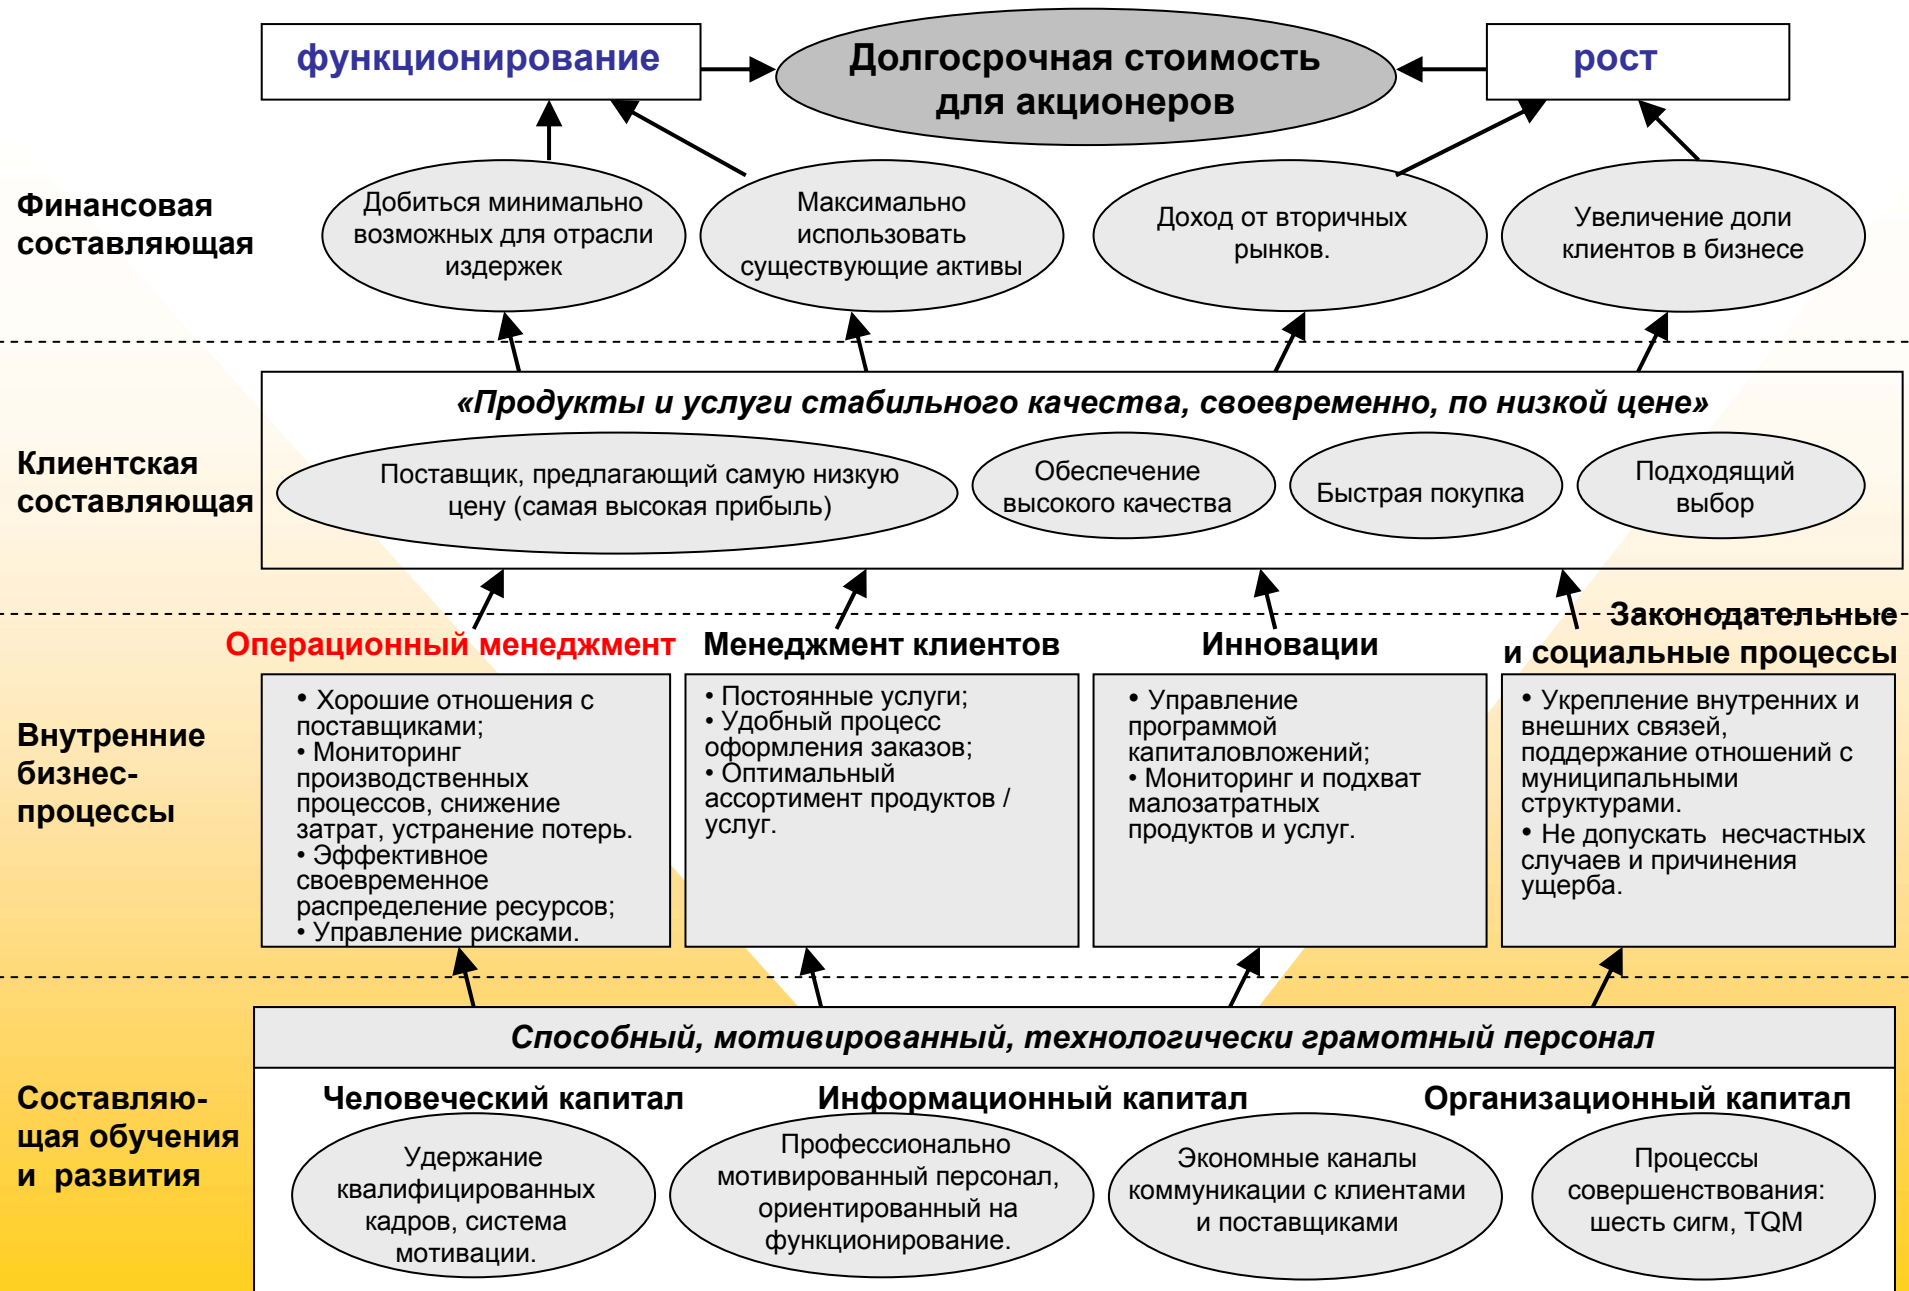 функционирование
Долгосрочная стоимость
для акционеров
рост
Финансовая
составляющая
Добиться минимально
возможных для отрасли
издержек
Максимально
использовать
существующие активы
Доход от вторичных
рынков.
Увеличение доли
клиентов в бизнесе
«Продукты и услуги стабильного качества, своевременно, по низкой цене»
Клиентская
составляющая
Поставщик, предлагающий самую низкую
цену (самая высокая прибыль)
Обеспечение
высокого качества
Быстрая покупка
Подходящий
выбор
Операционный менеджмент
Менеджмент клиентов
Инновации
Законодательные
и социальные процессы
Внутренние
бизнес-
процессы
• Хорошие отношения с
поставщиками;
• Мониторинг
производственных
процессов, снижение
затрат, устранение потерь.
• Эффективное
своевременное
распределение ресурсов;
• Управление рисками.
• Постоянные услуги;
• Удобный процесс
оформления заказов;
• Оптимальный
ассортимент продуктов /
услуг.
• Управление
программой
капиталовложений;
• Мониторинг и подхват
малозатратных
продуктов и услуг.
• Укрепление внутренних и
внешних связей,
поддержание отношений с
муниципальными
структурами.
• Не допускать несчастных
случаев и причинения
ущерба.
Способный, мотивированный, технологически грамотный персонал
Составляю-
щая обучения
и развития
Человеческий капитал
Информационный капитал
Организационный капитал
Удержание
квалифицированных
кадров, система
мотивации.
Профессионально
мотивированный персонал,
ориентированный на
функционирование.
Экономные каналы
коммуникации с клиентами
и поставщиками
Процессы
совершенствования:
шесть сигм, TQM